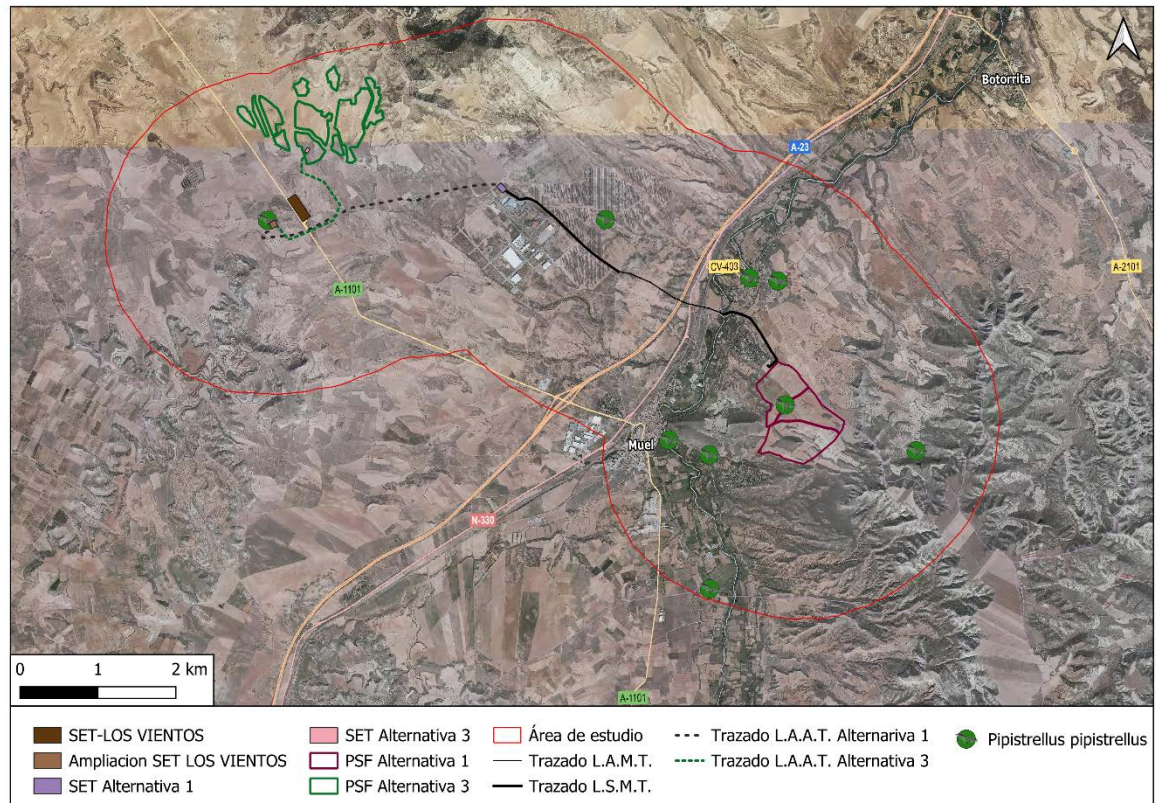 Botorrita
A-23
CV-403
A-2101
A-1101
Muel
N-330
A-1101
0 1 2 km
SET-LOS VIENTOS
Ampliacion SET LOS VIENTOS
SET Alternativa 1
SET Alternativa 3
PSF Alternativa 1
PSF Alternativa 3
Área de estudio
Trazado L.A.M.T.
Trazado L.S.M.T.
Trazado L.A.A.T. Alternariva 1
Trazado L.A.A.T. Alternativa 3
Pipistrellus pipistrellus